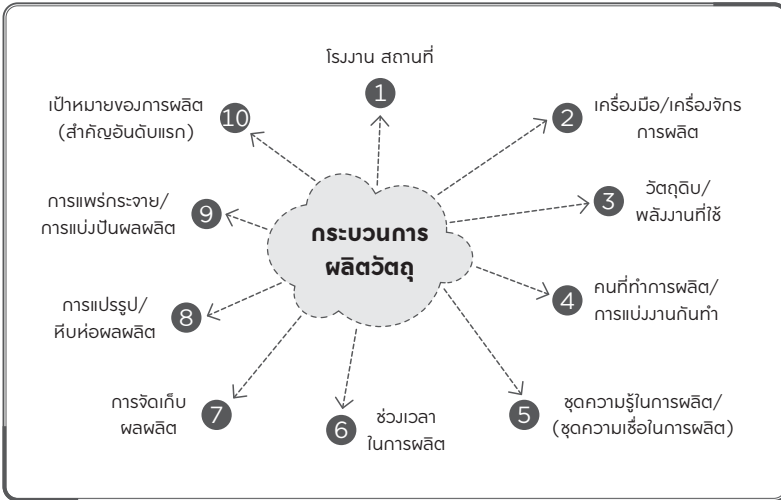 กระบวนการ
ผลิตวัตถุ
โรงงาน สถานที่
1
2
เครื่องมือ/เครื่องจักร
การผลิต
3
วัตถุดิบ/
พลังงานที่ใช้
4
คนที่ทำการผลิต/
การแบ่งงานกันทำ
5
ชุดความรู้ในการผลิต/
(ชุดความเชื่อในการผลิต)
6
ช่วงเวลา
ในการผลิต
7
การจัดเก็บ
ผลผลิต
8
การแปรรูป/
หีบห่อผลผลิต
9
การแพร่กระจาย/
การแบ่งปันผลผลิต
10
เป้าหมายของการผลิต
(สำคัญอันดับแรก)